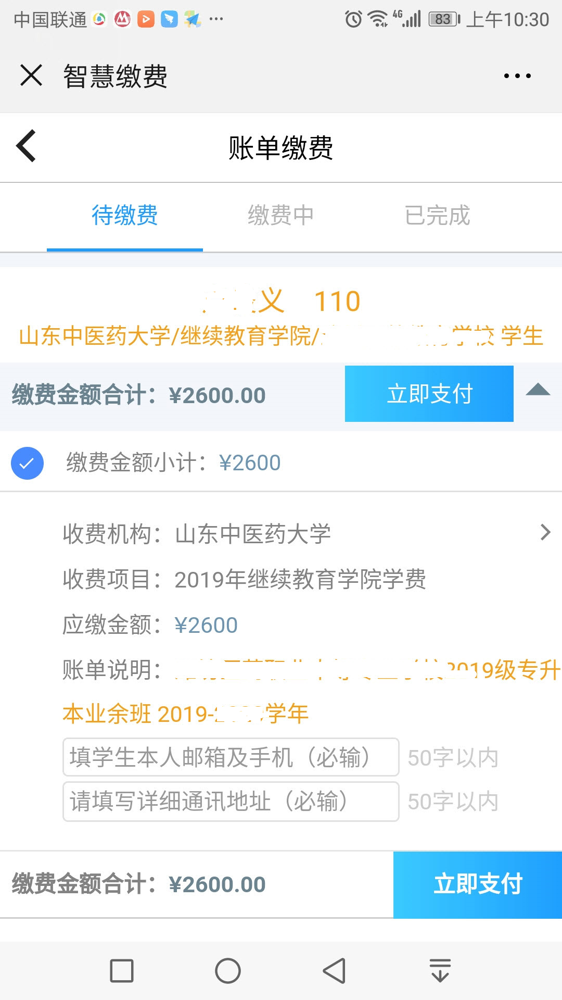 中国联通 4G 83 上午10:30
智慧缴费
账单缴费
待缴费 缴费中 已完成
义 110
山东中医药大学/继续教育学院/ 学校 学生
缴费金额合计：¥2600.00 立即支付
缴费金额小计：¥2600
收费机构：山东中医药大学
收费项目：2019年继续教育学院学费
应缴金额：¥2600
账单说明： 2019级专升
本业余班 2019- 学年
填学生本人邮箱及手机（必输） 50字以内
请填写详细通讯地址（必输） 50字以内
缴费金额合计：¥2600.00 立即支付